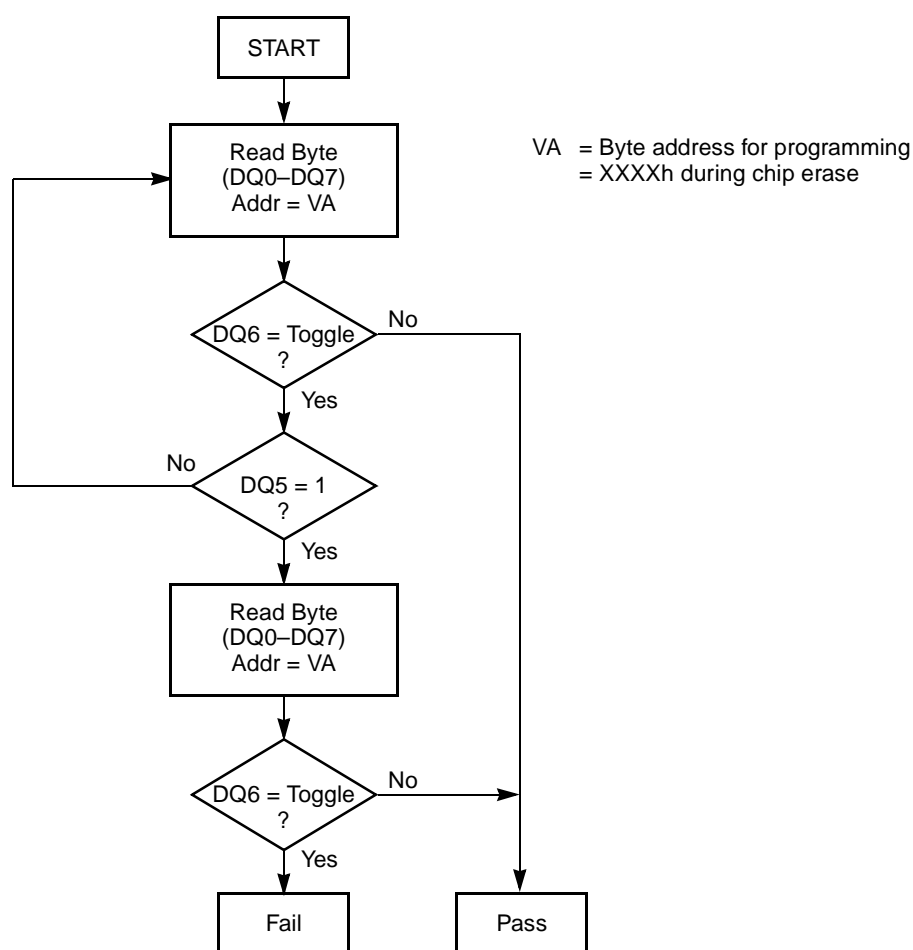 START
Read Byte
(DQ0–DQ7)
Addr = VA
VA = Byte address for programming
= XXXXh during chip erase
DQ6 = Toggle
?
No
Yes
No
DQ5 = 1
?
Yes
Read Byte
(DQ0–DQ7)
Addr = VA
DQ6 = Toggle
?
No
Yes
Fail
Pass